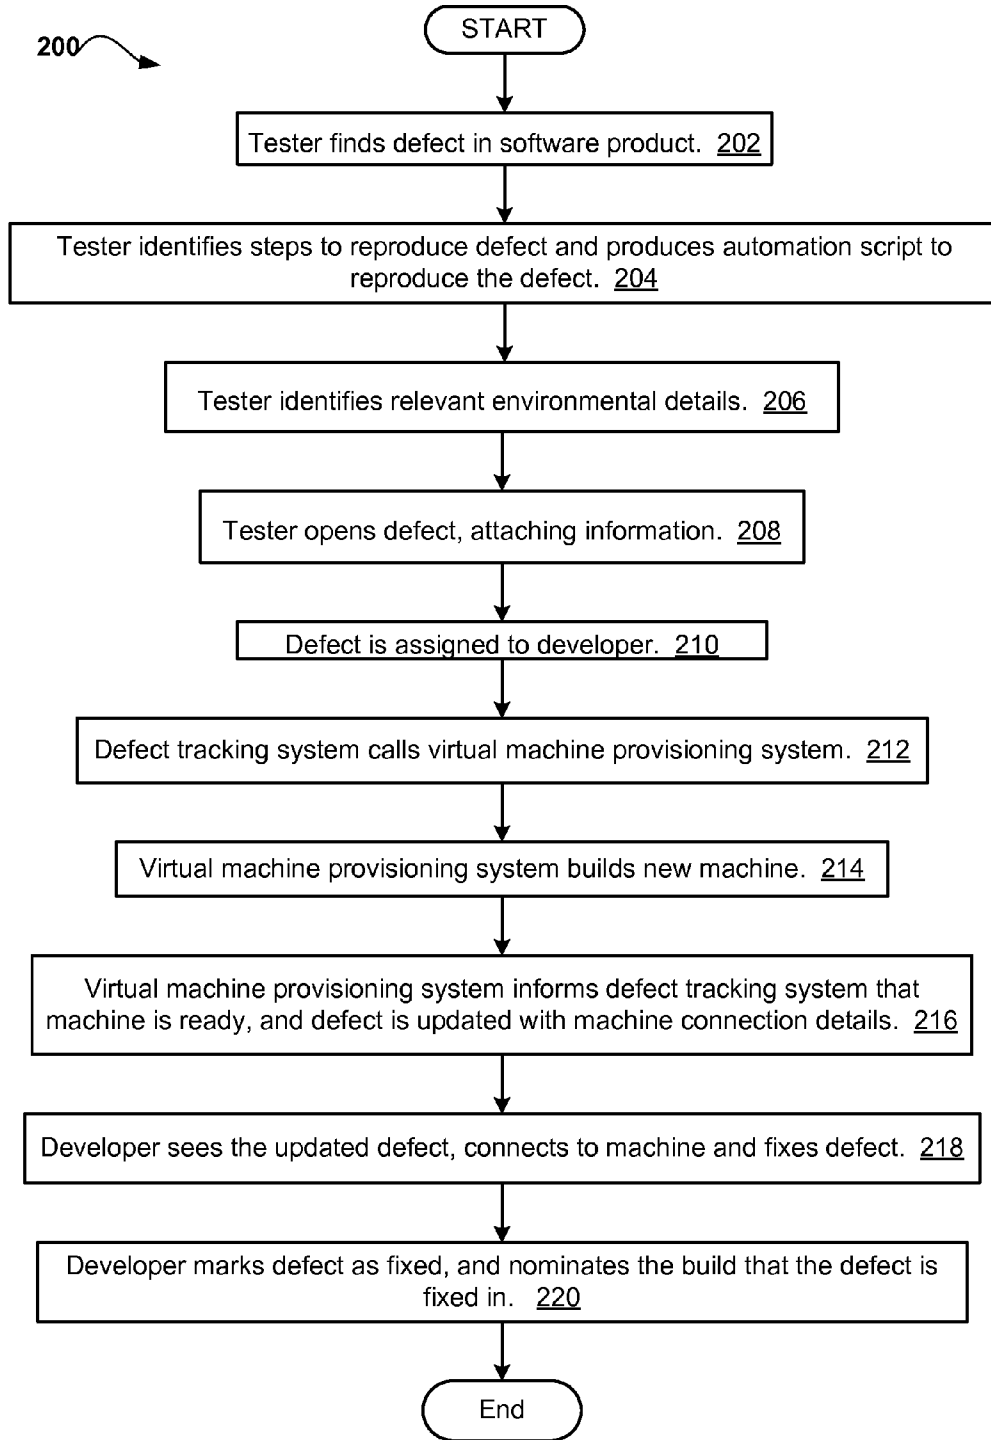 START
200
Tester finds defect in software product. 202
Tester identifies steps to reproduce defect and produces automation script to
reproduce the defect. 204
Tester identifies relevant environmental details. 206
Tester opens defect, attaching information. 208
Defect is assigned to developer. 210
Defect tracking system calls virtual machine provisioning system. 212
Virtual machine provisioning system builds new machine. 214
Virtual machine provisioning system informs defect tracking system that
machine is ready, and defect is updated with machine connection details. 216
Developer sees the updated defect, connects to machine and fixes defect. 218
Developer marks defect as fixed, and nominates the build that the defect is
fixed in. 220
End